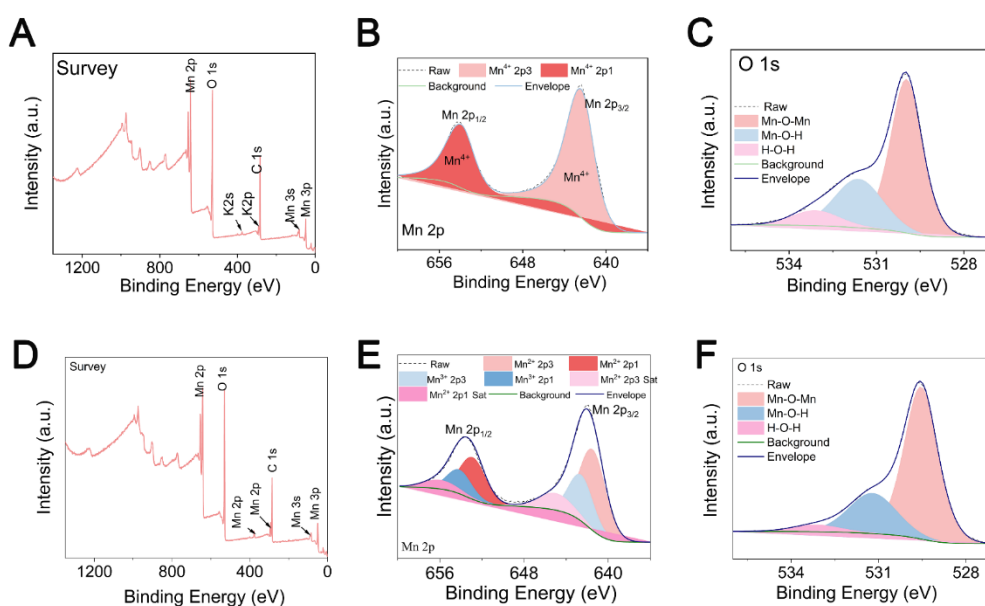 A
Survey
Intensity (a.u.)
Mn 2p
O 1s
C 1s
K2s
K2p
Mn 3s
Mn 3p
1200 800 400 0
Binding Energy (eV)
B
Raw Mn⁴⁺ 2p3 Mn⁴⁺ 2p1
Background Envelope
Intensity (a.u.)
Mn 2p₁/₂
Mn 2p₃/₂
Mn⁴⁺
Mn⁴⁺
Mn 2p
656 648 640
Binding Energy (eV)
C
O 1s
Intensity (a.u.)
Raw
Mn-O-Mn
Mn-O-H
H-O-H
Background
Envelope
533 530 528
Binding Energy (eV)
D
Survey
Intensity (a.u.)
Mn 2p
O 1s
C 1s
Mn 2p
Mn 2p
Mn 3s
Mn 3p
1200 800 400 0
Binding Energy (eV)
E
Raw Mn²⁺ 2p3 Mn²⁺ 2p1
Mn³⁺ 2p3 Mn³⁺ 2p1 Mn²⁺ 2p3 Sat
Mn²⁺ 2p1 Sat Background Envelope
Intensity (a.u.)
Mn 2p₁/₂
Mn 2p₃/₂
Mn 2p
656 648 640
Binding Energy (eV)
F
O 1s
Intensity (a.u.)
Raw
Mn-O-Mn
Mn-O-H
H-O-H
Background
Envelope
533 531 528
Binding Energy (eV)